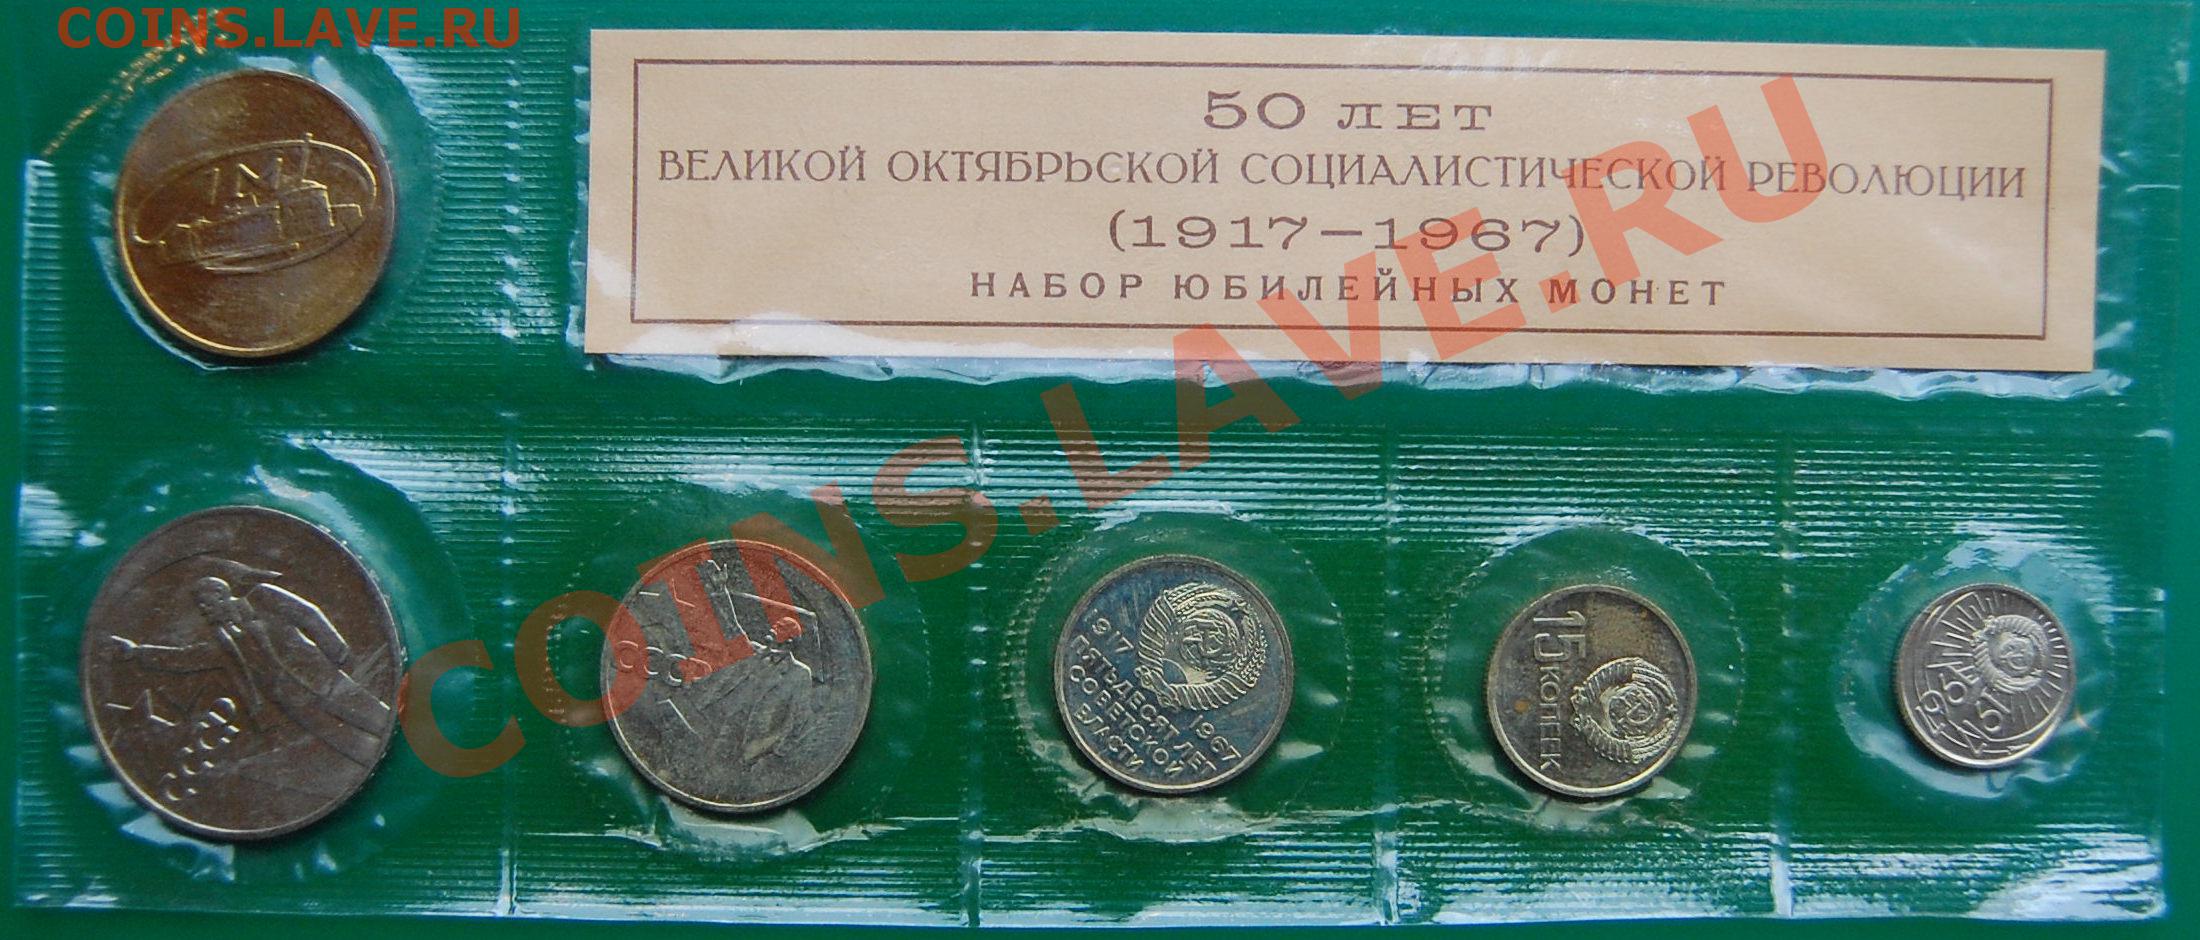 COINS.LAVE.RU
50 ЛЕТ
ВЕЛИКОЙ ОКТЯБРЬСКОЙ СОЦИАЛИСТИЧЕСКОЙ РЕВОЛЮЦИИ
(1917–1967)
НАБОР ЮБИЛЕЙНЫХ МОНЕТ
COINS.LAVE.RU
СССР
СССР
1917 1967
ПЯТЬДЕСЯТ ЛЕТ
СОВЕТСКОЙ
ВЛАСТИ
15 КОПЕЕК